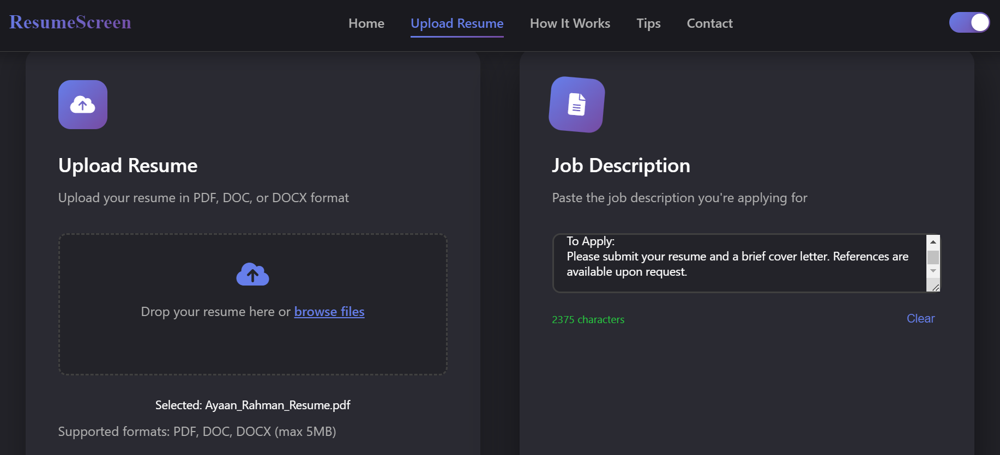 ResumeScreen
Home
Upload Resume
How It Works
Tips
Contact
Upload Resume
Upload your resume in PDF, DOC, or DOCX format
Drop your resume here or browse files
Selected: Ayaan_Rahman_Resume.pdf
Supported formats: PDF, DOC, DOCX (max 5MB)
Job Description
Paste the job description you're applying for
To Apply:
Please submit your resume and a brief cover letter. References are
available upon request.
2375 characters
Clear